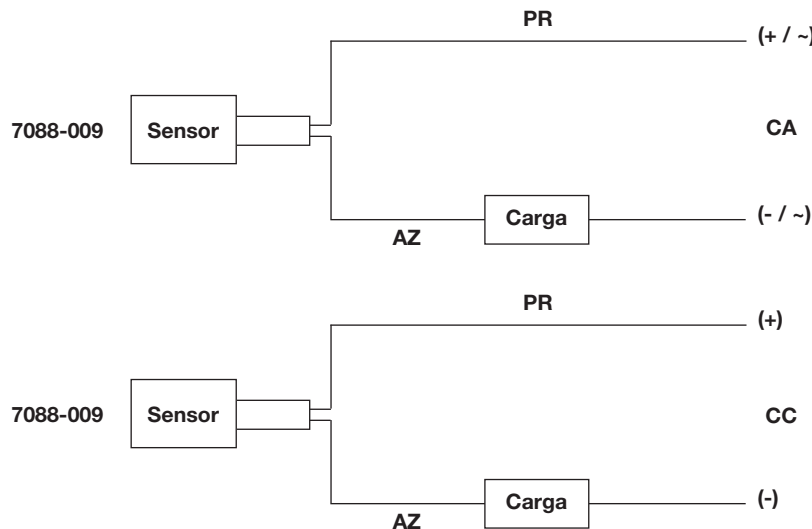 PR
(+ / ~)
7088-009
Sensor
CA
AZ
Carga
(- / ~)
PR
(+)
7088-009
Sensor
CC
AZ
Carga
(-)